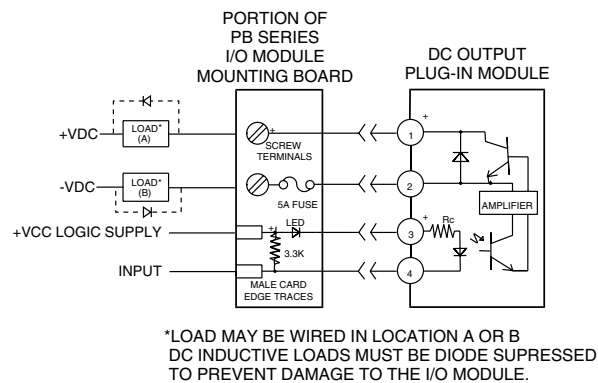 PORTION OF
PB SERIES
I/O MODULE
MOUNTING BOARD
DC OUTPUT
PLUG-IN MODULE
+VDC
LOAD*
(A)
+
SCREW
TERMINALS
+
1
-VDC
LOAD*
(B)
5A FUSE
2
AMPLIFIER
+VCC LOGIC SUPPLY
LED
+
3.3K
+
3
Rc
INPUT
4
MALE CARD
EDGE TRACES
*LOAD MAY BE WIRED IN LOCATION A OR B
DC INDUCTIVE LOADS MUST BE DIODE SUPRESSED
TO PREVENT DAMAGE TO THE I/O MODULE.